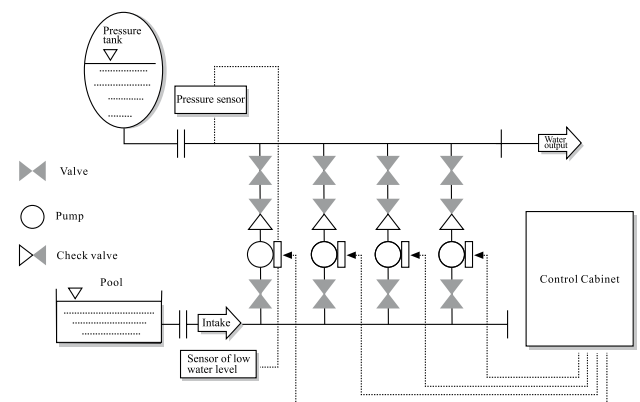 Pressure
tank
Pressure sensor
Water
output
Valve
Pump
Check valve
Control Cabinet
Pool
Intake
Sensor of low
water level